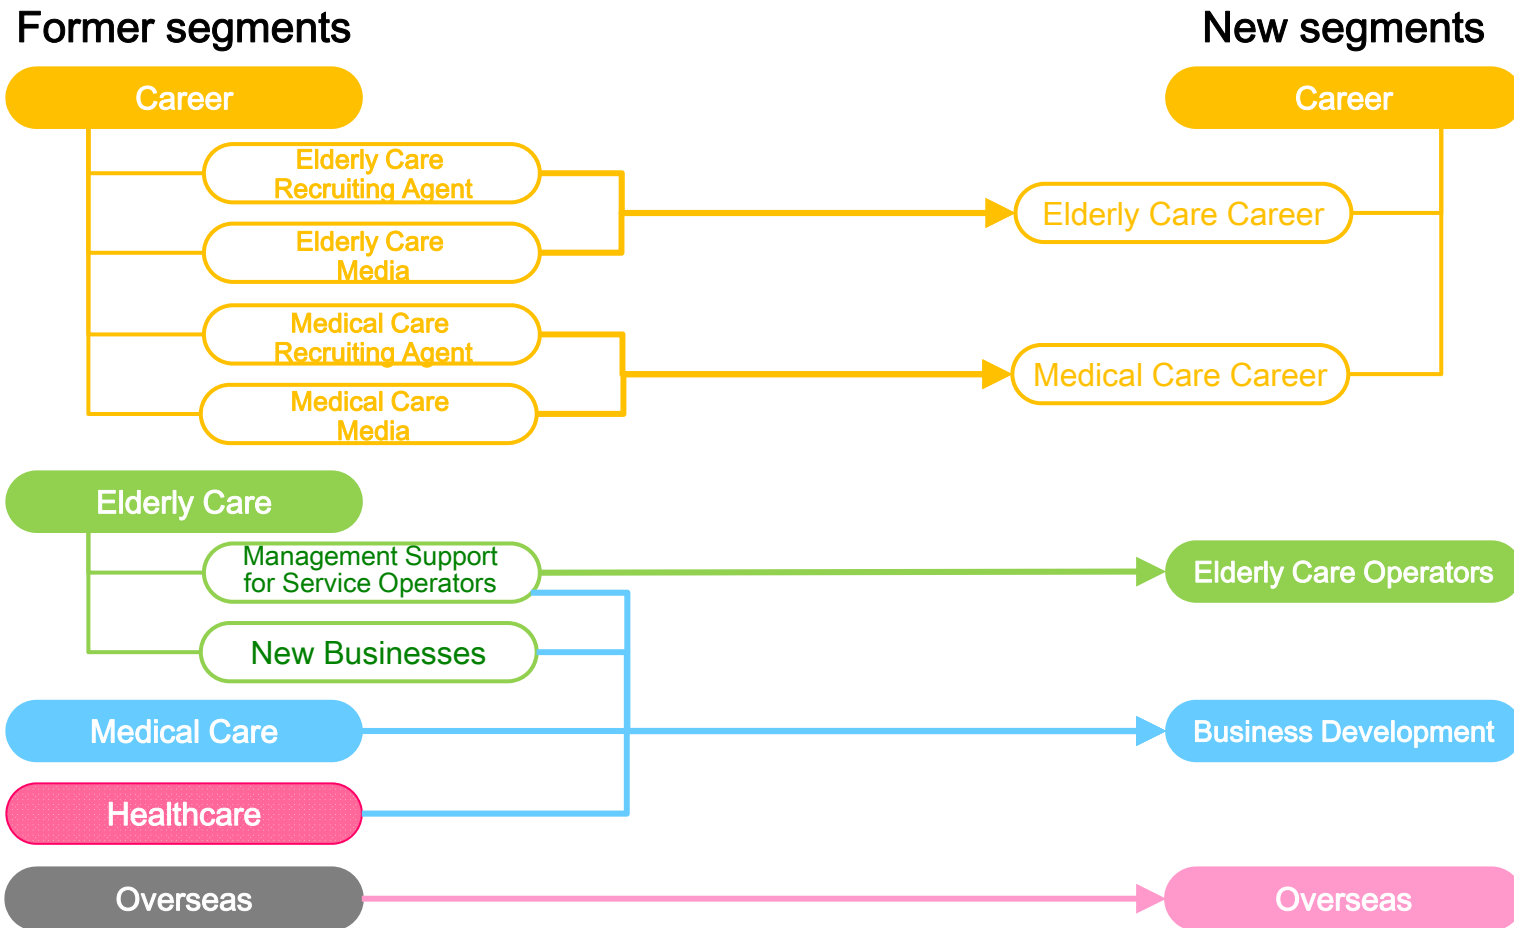 Former segments
New segments
Career
Career
Elderly Care
Recruiting Agent
Elderly Care Career
Elderly Care
Media
Medical Care
Recruiting Agent
Medical Care Career
Medical Care
Media
Elderly Care
Management Support
for Service Operators
Elderly Care Operators
New Businesses
Medical Care
Business Development
Healthcare
Overseas
Overseas